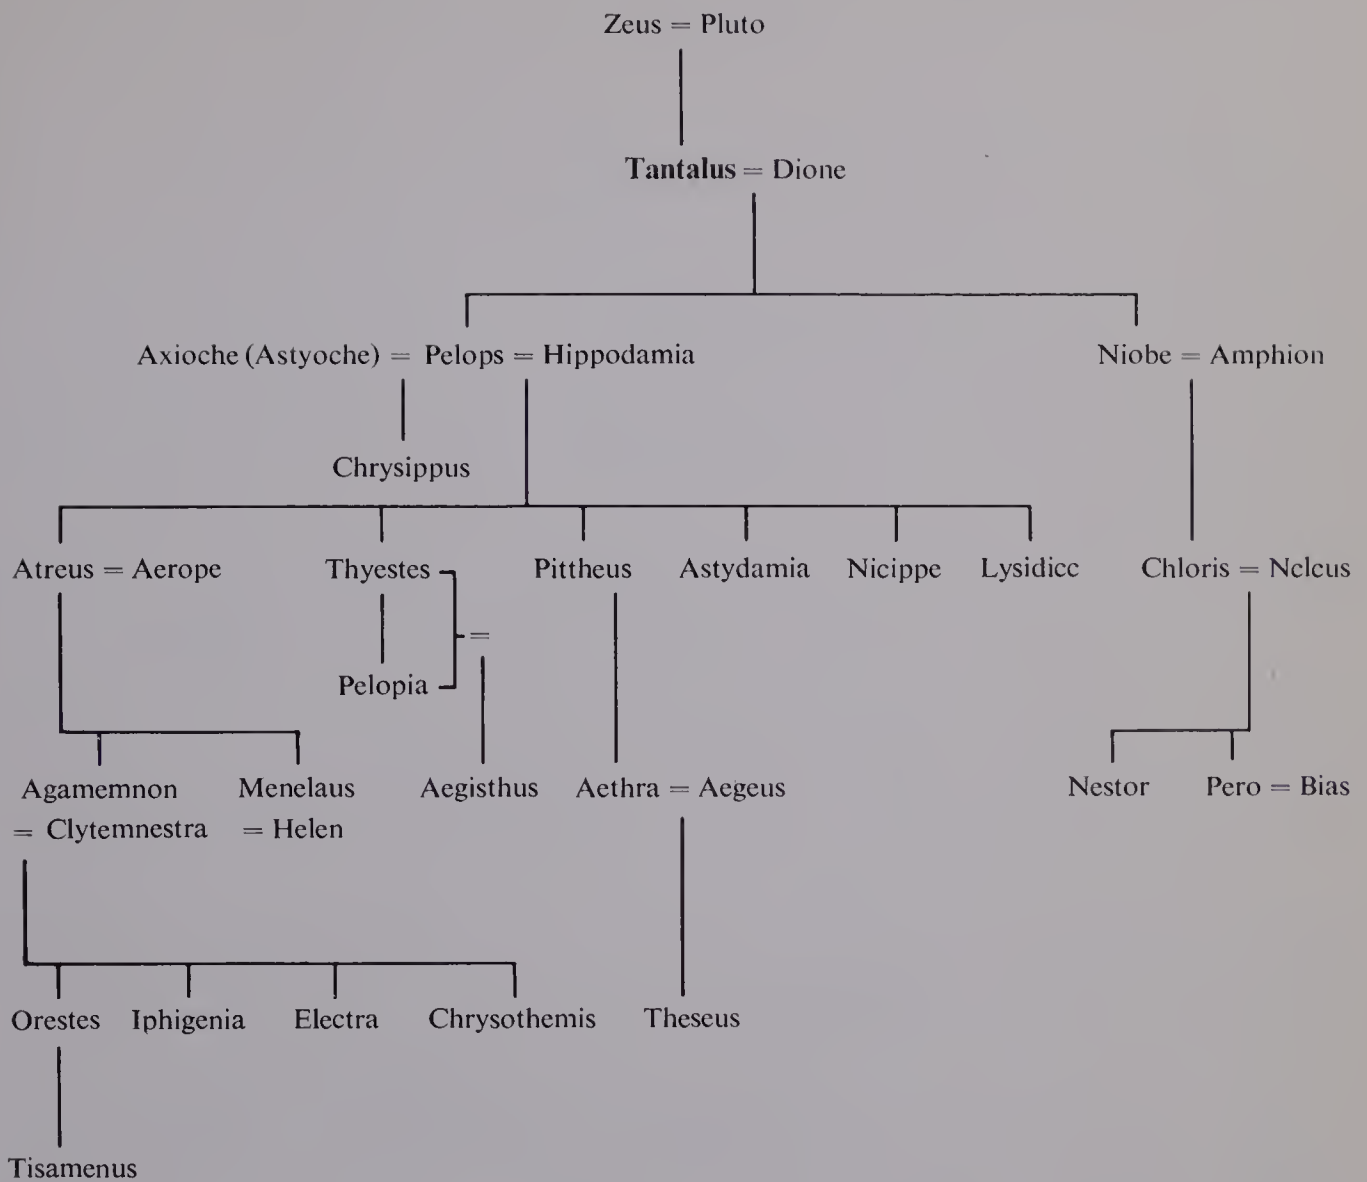 Zeus = Pluto
Tantalus = Dione
Axioche (Astyoche) = Pelops = Hippodamia Niobe = Amphion
Chrysippus
Atreus = Aerope Thyestes Pittheus Astydamia Nicippe Lysidice Chloris = Neleus
=
Pelopia
Agamemnon Menelaus Aegisthus Aethra = Aegeus Nestor Pero = Bias
= Clytemnestra = Helen
Orestes Iphigenia Electra Chrysothemis Theseus
Tisamenus